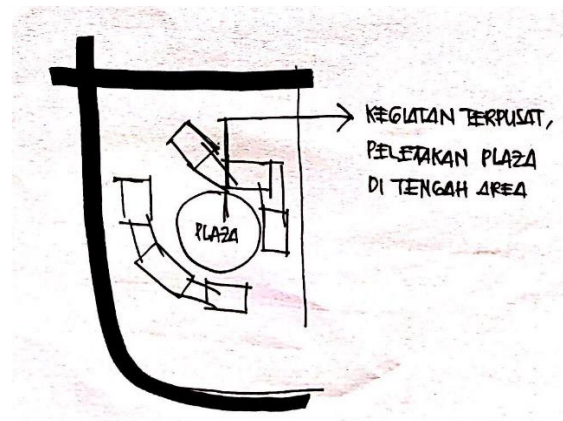 KEGIATAN TERPUSAT,
PELETAKAN PLAZA
DI TENGAH AREA
PLAZA